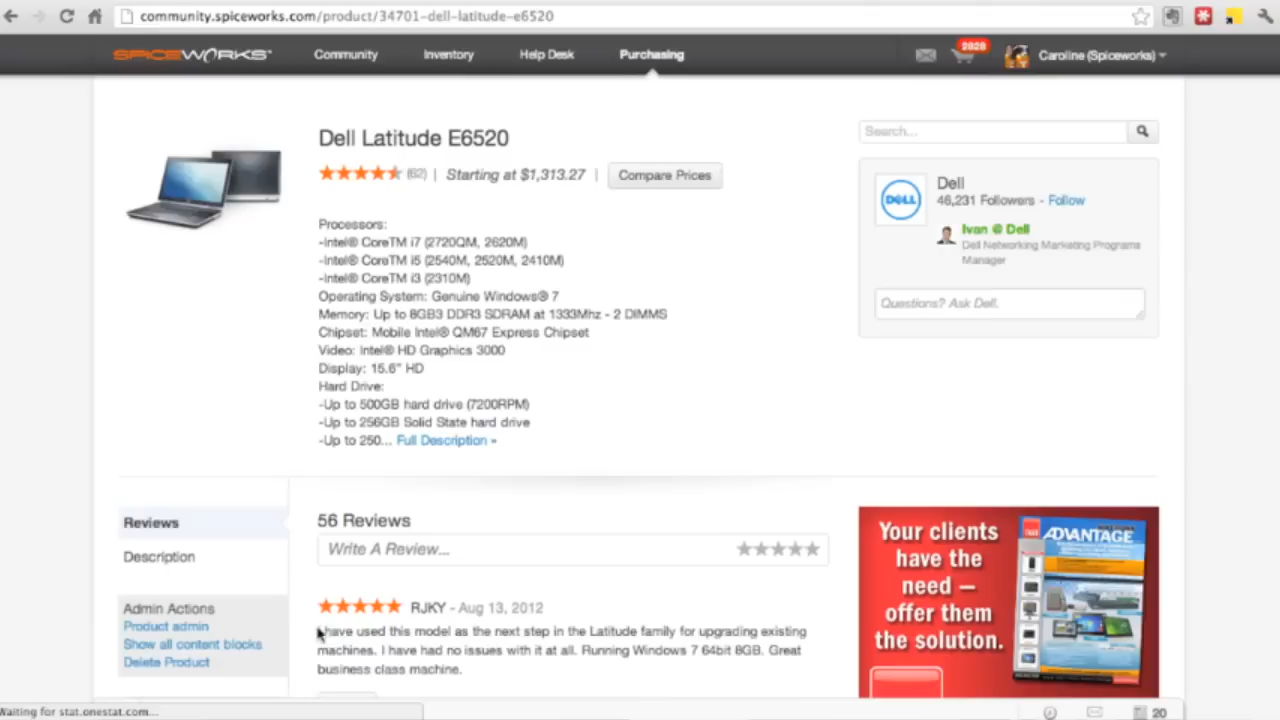 community.spiceworks.com/product/34701-dell-latitude-e6520
SPICEWORKS
Community
Inventory
Help Desk
Purchasing
2828
Caroline (Spiceworks)
Dell Latitude E6520
(62) | Starting at $1,313.27 | Compare Prices
Search...
Processors:
-Intel® CoreTM i7 (2720QM, 2620M)
-Intel® CoreTM i5 (2540M, 2520M, 2410M)
-Intel® CoreTM i3 (2310M)
Operating System: Genuine Windows® 7
Memory: Up to 8GB3 DDR3 SDRAM at 1333Mhz - 2 DIMMS
Chipset: Mobile Intel® QM67 Express Chipset
Video: Intel® HD Graphics 3000
Display: 15.6" HD
Hard Drive:
-Up to 500GB hard drive (7200RPM)
-Up to 256GB Solid State hard drive
-Up to 250... Full Description »
DELL
Dell
46,231 Followers - Follow
Ivan @ Dell
Dell Networking Marketing Programs
Manager
Questions? Ask Dell.
Reviews
Description
Admin Actions
Product admin
Show all content blocks
Delete Product
56 Reviews
Write A Review...
RJKY - Aug 13, 2012
I have used this model as the next step in the Latitude family for upgrading existing
machines. I have had no issues with it at all. Running Windows 7 64bit 8GB. Great
business class machine.
Your clients
have the
need —
offer them
the solution.
ADVANTAGE
Waiting for stat.onestat.com...
20